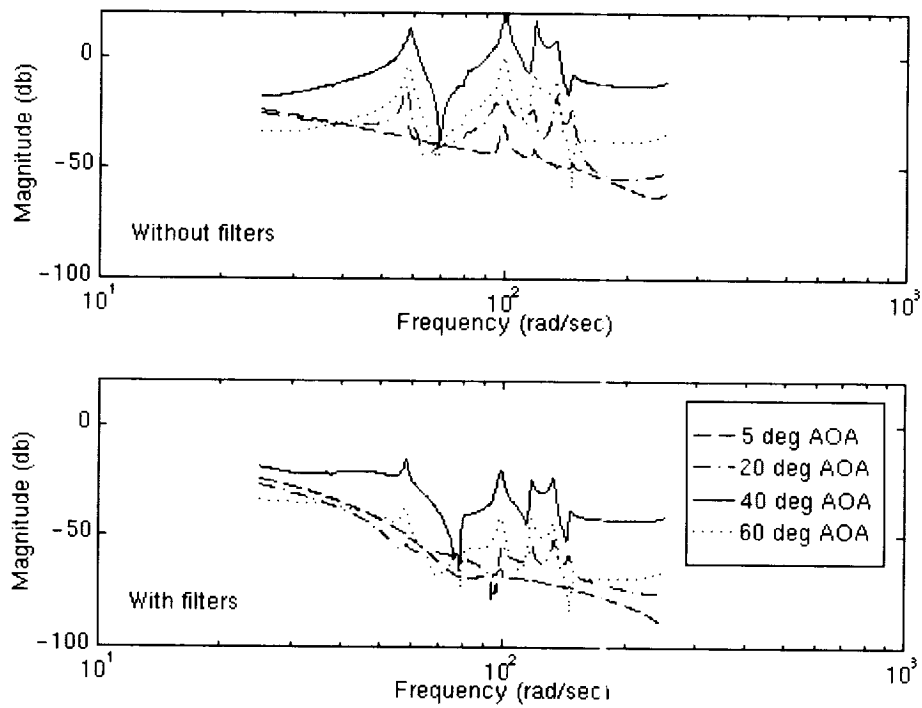 0
Magnitude (db)
−50
Without filters
−100
10¹
10²
10³
Frequency (rad/sec)
0
Magnitude (db)
5 deg AOA
20 deg AOA
40 deg AOA
60 deg AOA
−50
With filters
−100
10¹
10²
10³
Frequency (rad/sec)